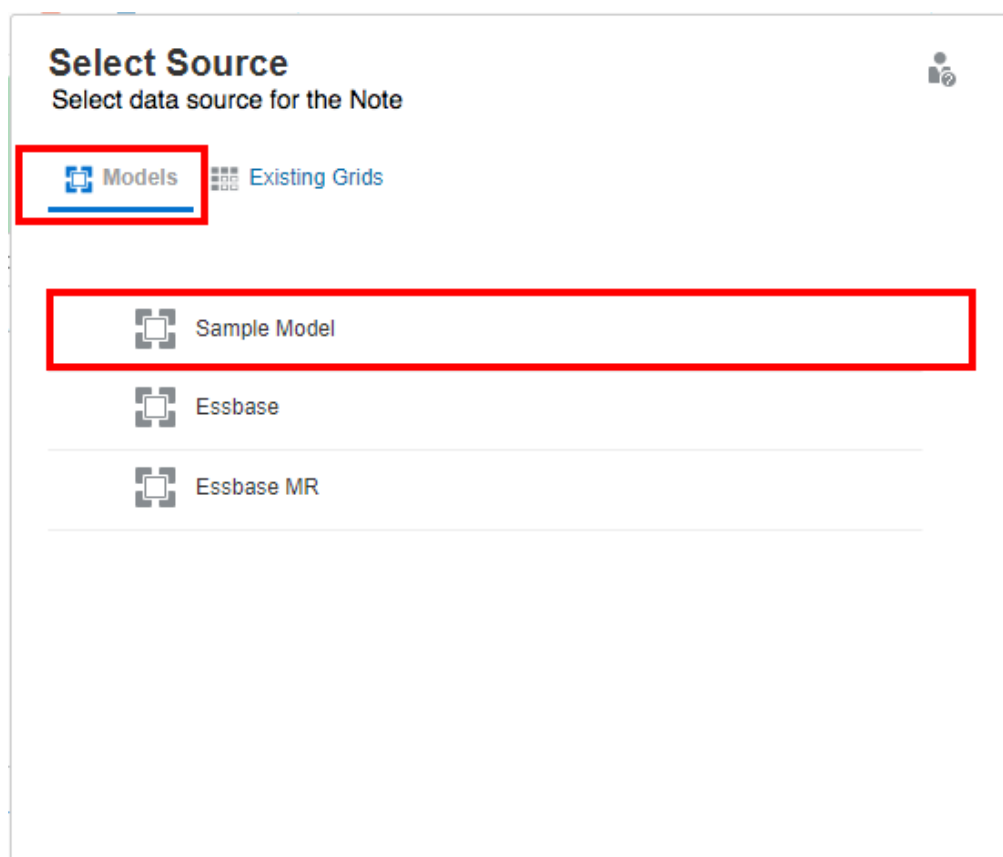 Select Source
Select data source for the Note
Models Existing Grids
Sample Model
Essbase
Essbase MR